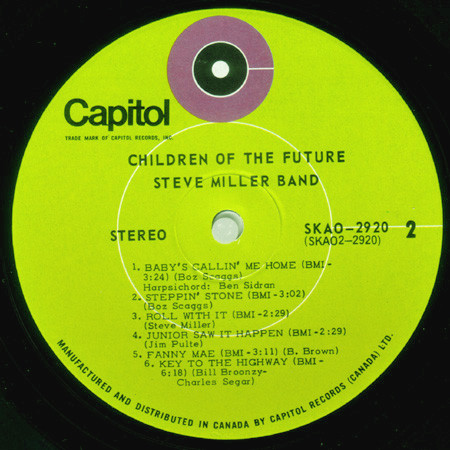 Capitol
TRADE MARK OF CAPITOL RECORDS, INC.
CHILDREN OF THE FUTURE
STEVE MILLER BAND
STEREO
SKAO-2920
(SKAO2-2920)
2
1. BABY'S CALLIN' ME HOME (BMI-
3:24) (Boz Scaggs)
Harpsichord: Ben Sidran
2. STEPPIN' STONE (BMI-3:02)
(Boz Scaggs)
3. ROLL WITH IT (BMI-2:29)
(Steve Miller)
4. JUNIOR SAW IT HAPPEN (BMI-2:29)
(Jim Pulte)
5. FANNY MAE (BMI-3:11) (B. Brown)
6. KEY TO THE HIGHWAY (BMI-
6:18) (Bill Broonzy-
Charles Segar)
MANUFACTURED AND DISTRIBUTED IN CANADA BY CAPITOL RECORDS (CANADA) LTD.